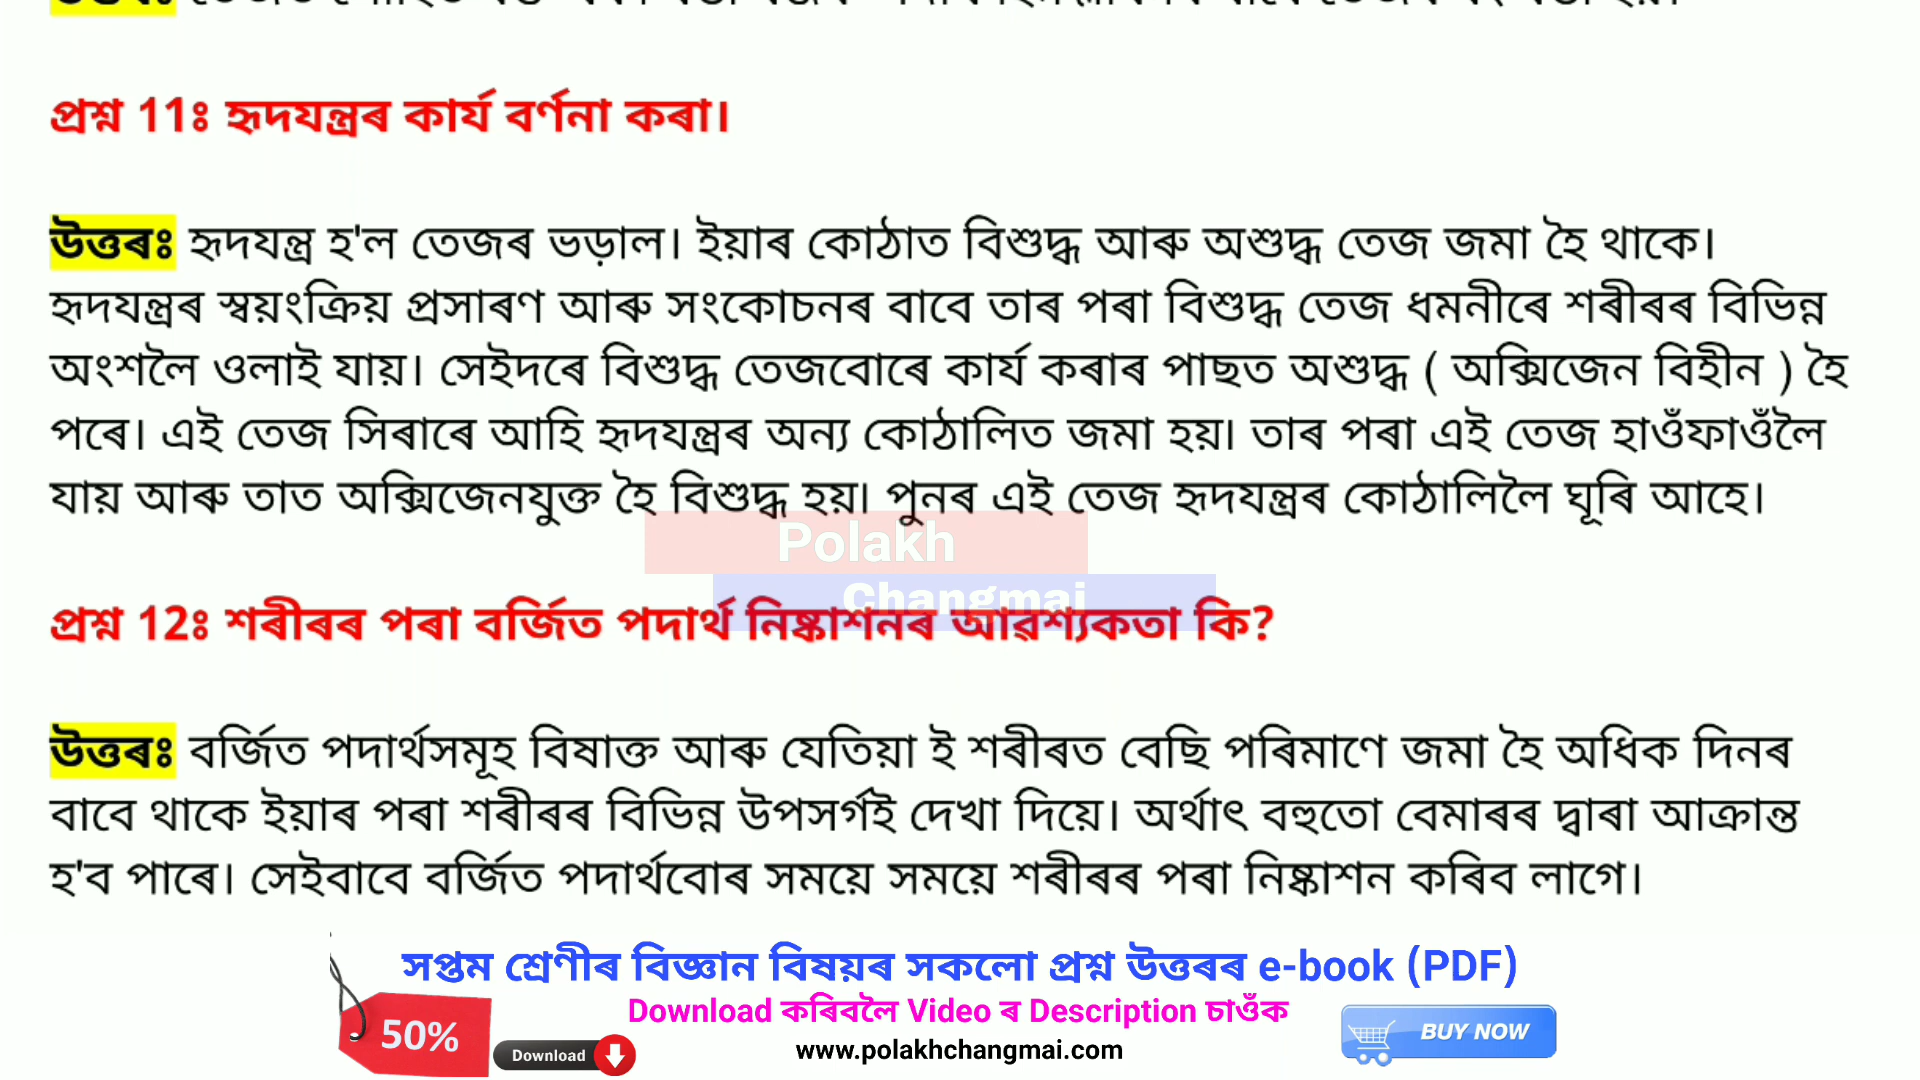 প্ৰশ্ন 11ঃ হৃদযন্ত্ৰৰ কাৰ্য বৰ্ণনা কৰা।
উত্তৰঃ হৃদযন্ত্ৰ হ'ল তেজৰ ভড়াল। ইয়াৰ কোঠাত বিশুদ্ধ আৰু অশুদ্ধ তেজ জমা হৈ থাকে।
হৃদযন্ত্ৰৰ স্বয়ংক্ৰিয় প্ৰসাৰণ আৰু সংকোচনৰ বাবে তাৰ পৰা বিশুদ্ধ তেজ ধমনীৰে শৰীৰৰ বিভিন্ন
অংশলৈ ওলাই যায়। সেইদৰে বিশুদ্ধ তেজবোৰে কাৰ্য কৰাৰ পাছত অশুদ্ধ ( অক্সিজেন বিহীন ) হৈ
পৰে। এই তেজ সিৰাৰে আহি হৃদযন্ত্ৰৰ অন্য কোঠালিত জমা হয়। তাৰ পৰা এই তেজ হাওঁফাওঁলৈ
যায় আৰু তাত অক্সিজেনযুক্ত হৈ বিশুদ্ধ হয়। পুনৰ এই তেজ হৃদযন্ত্ৰৰ কোঠালিলৈ ঘূৰি আহে।
Polakh
Changmai
প্ৰশ্ন 12ঃ শৰীৰৰ পৰা বৰ্জিত পদাৰ্থ নিষ্কাশনৰ আৱশ্যকতা কি?
উত্তৰঃ বৰ্জিত পদাৰ্থসমূহ বিষাক্ত আৰু যেতিয়া ই শৰীৰত বেছি পৰিমাণে জমা হৈ অধিক দিনৰ
বাবে থাকে ইয়াৰ পৰা শৰীৰৰ বিভিন্ন উপসৰ্গই দেখা দিয়ে। অৰ্থাৎ বহুতো বেমাৰৰ দ্বাৰা আক্ৰান্ত
হ'ব পাৰে। সেইবাবে বৰ্জিত পদাৰ্থবোৰ সময়ে সময়ে শৰীৰৰ পৰা নিষ্কাশন কৰিব লাগে।
সপ্তম শ্ৰেণীৰ বিজ্ঞান বিষয়ৰ সকলো প্ৰশ্ন উত্তৰৰ e-book (PDF)
Download কৰিবলৈ Video ৰ Description চাওঁক
50%
Download
www.polakhchangmai.com
BUY NOW